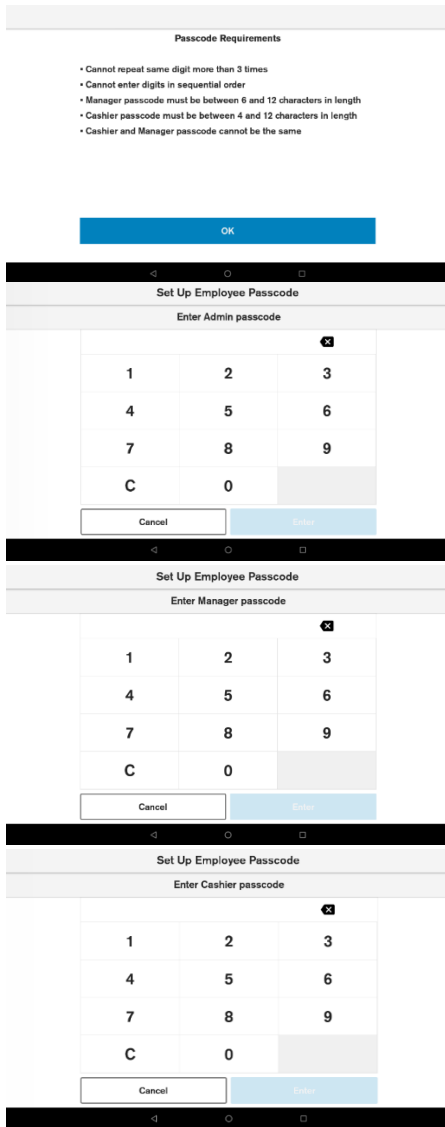 Passcode Requirements
• Cannot repeat same digit more than 3 times
• Cannot enter digits in sequential order
• Manager passcode must be between 6 and 12 characters in length
• Cashier passcode must be between 4 and 12 characters in length
• Cashier and Manager passcode cannot be the same
OK
Set Up Employee Passcode
Enter Admin passcode
1 2 3
4 5 6
7 8 9
C 0
Cancel Enter
Set Up Employee Passcode
Enter Manager passcode
1 2 3
4 5 6
7 8 9
C 0
Cancel Enter
Set Up Employee Passcode
Enter Cashier passcode
1 2 3
4 5 6
7 8 9
C 0
Cancel Enter